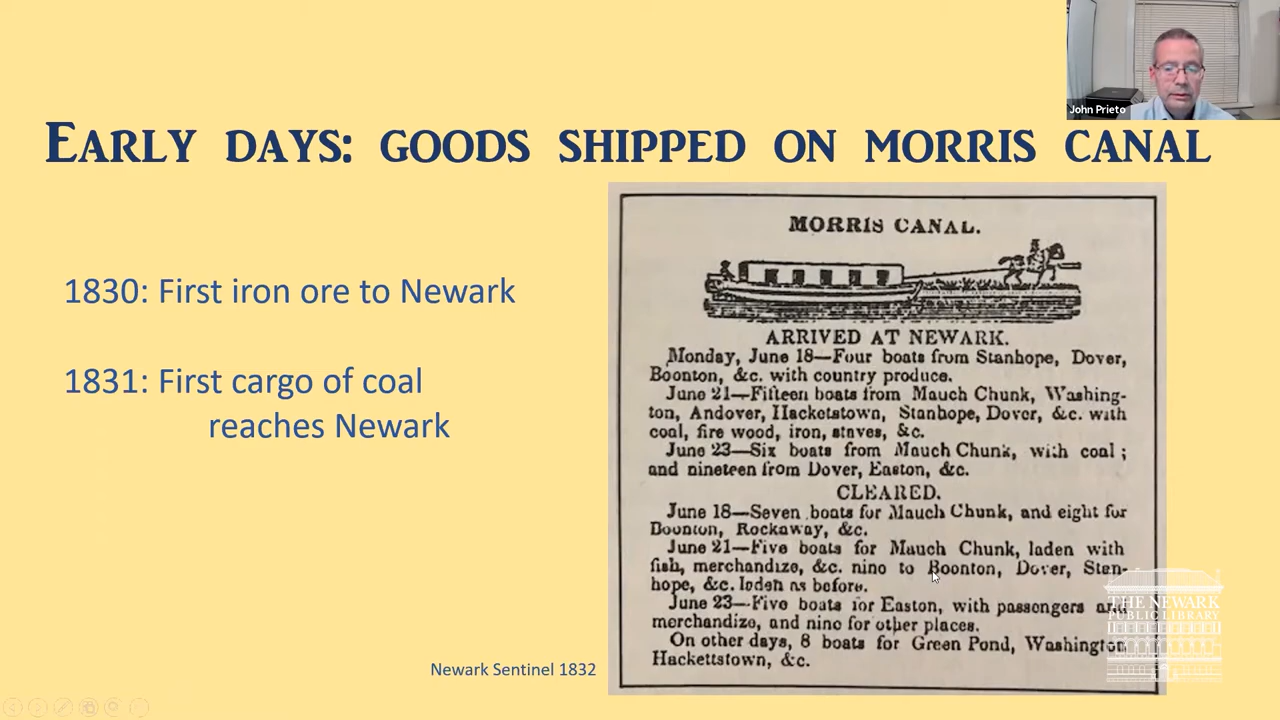 John Prieto
EARLY DAYS: GOODS SHIPPED ON MORRIS CANAL
1830: First iron ore to Newark
1831: First cargo of coal
reaches Newark
MORRIS CANAL.
ARRIVED AT NEWARK.
Monday, June 18—Four boats from Stanhope, Dover,
Boonton, &c. with country produce.
June 21—Fifteen boats from Mauch Chunk, Washing-
ton, Andover, Hacketstown, Stanhope, Dover, &c. with
coal, fire wood, iron, staves, &c.
June 23—Six boats from Mauch Chunk, with coal;
and nineteen from Dover, Easton, &c.
CLEARED.
June 18—Seven boats for Mauch Chunk, and eight for
Boonton, Rockaway, &c.
June 21—Five boats for Mauch Chunk, laden with
fish, merchandize, &c. nine to Boonton, Dover, Stan-
hope, &c. laden as before.
June 23—Five boats for Easton, with passengers and
merchandize, and nine for other places.
On other days, 8 boats for Green Pond, Washington,
Hackettstown, &c.
Newark Sentinel 1832
THE NEWARK
PUBLIC LIBRARY